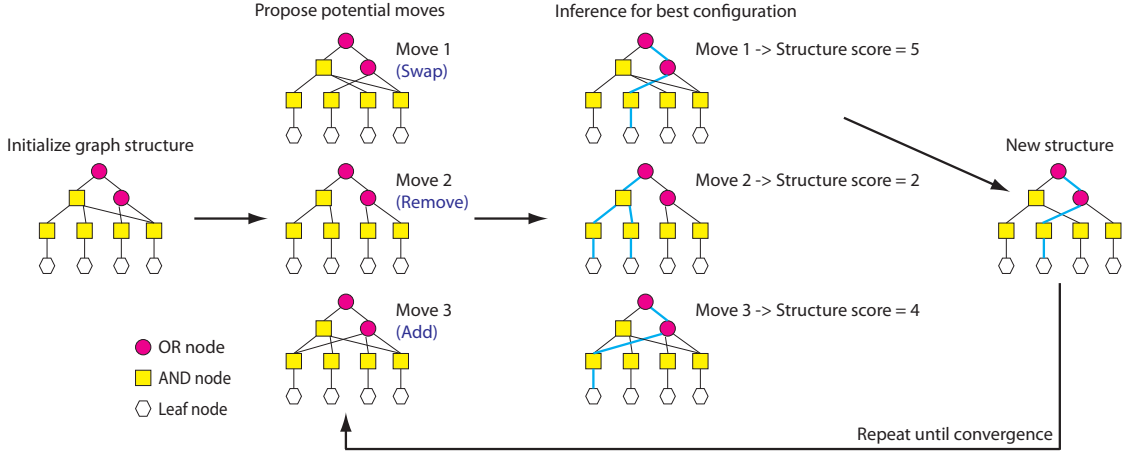 Propose potential moves
Inference for best configuration
Move 1
(Swap)
Move 1 -> Structure score = 5
Initialize graph structure
New structure
Move 2
(Remove)
Move 2 -> Structure score = 2
Move 3
(Add)
Move 3 -> Structure score = 4
OR node
AND node
Leaf node
Repeat until convergence